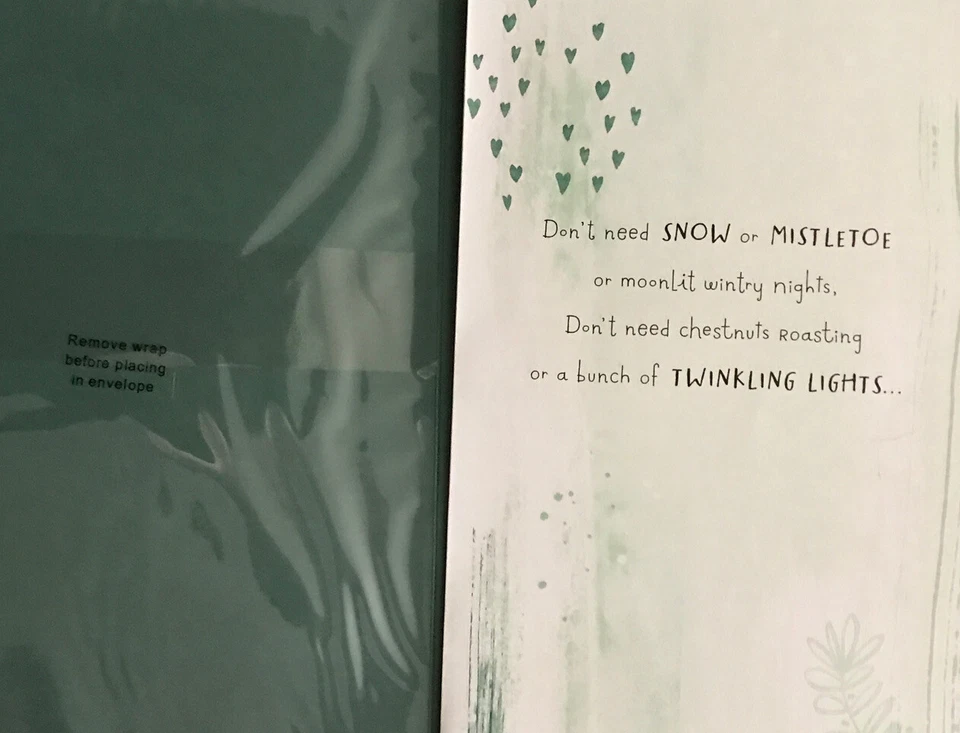 Remove wrap
before placing
in envelope
Don't need SNOW or MISTLETOE
or moonlit wintry nights,
Don't need chestnuts Roasting
or a bunch of TWINKLING LIGHTS...